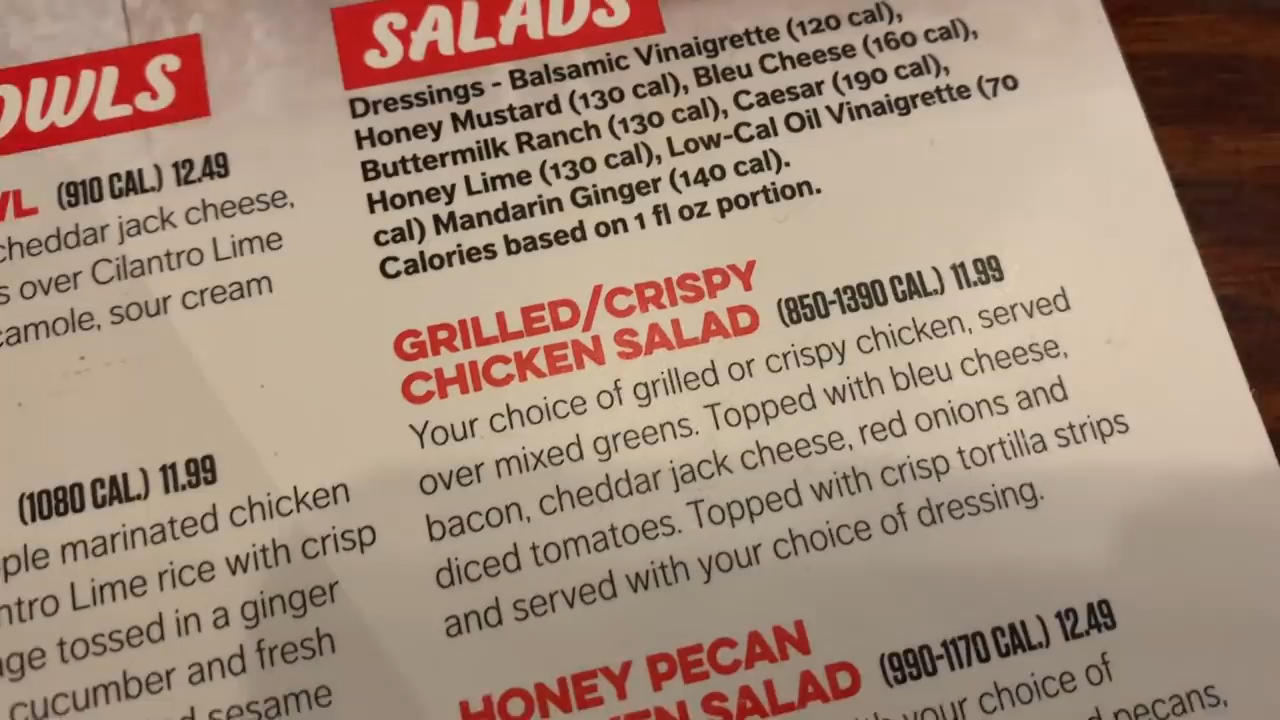 SALADS
Dressings - Balsamic Vinaigrette (120 cal),
Honey Mustard (130 cal), Bleu Cheese (160 cal),
Buttermilk Ranch (130 cal), Caesar (190 cal),
Honey Lime (130 cal), Low-Cal Oil Vinaigrette (70
cal) Mandarin Ginger (140 cal).
Calories based on 1 fl oz portion.
GRILLED/CRISPY
CHICKEN SALAD (850-1390 CAL.) 11.99
Your choice of grilled or crispy chicken, served
over mixed greens. Topped with bleu cheese,
bacon, cheddar jack cheese, red onions and
diced tomatoes. Topped with crisp tortilla strips
and served with your choice of dressing.
HONEY PECAN
SALAD (990-1170 CAL.) 12.49
your choice of
pecans,
(910 CAL.) 12.49
cheddar jack cheese,
over Cilantro Lime
sour cream
(1080 CAL.) 11.99
marinated chicken
Lime rice with crisp
tossed in a ginger
cucumber and fresh
sesame